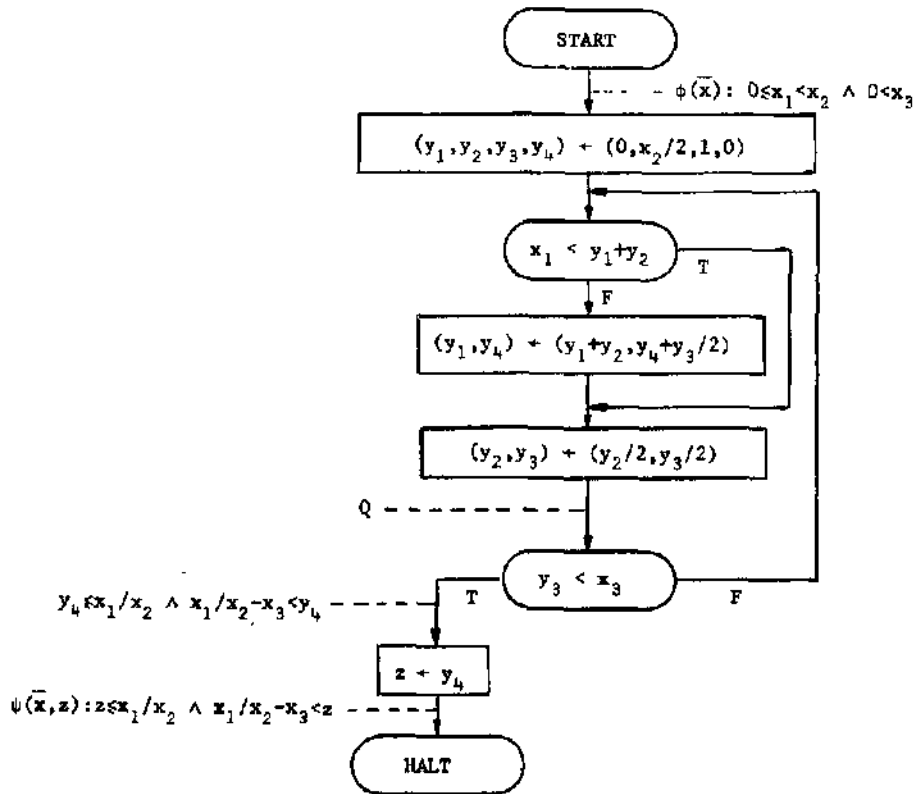 START
ϕ(x̄): 0≤x₁<x₂ ∧ 0<x₃
(y₁,y₂,y₃,y₄) ← (0,x₂/2,1,0)
x₁ < y₁+y₂
T
F
(y₁,y₄) ← (y₁+y₂,y₄+y₃/2)
(y₂,y₃) ← (y₂/2,y₃/2)
Q
y₃ < x₃
T
F
y₄≤x₁/x₂ ∧ x₁/x₂-x₃<y₄
z ← y₄
ψ(x̄,z):z≤x₁/x₂ ∧ x₁/x₂-x₃<z
HALT